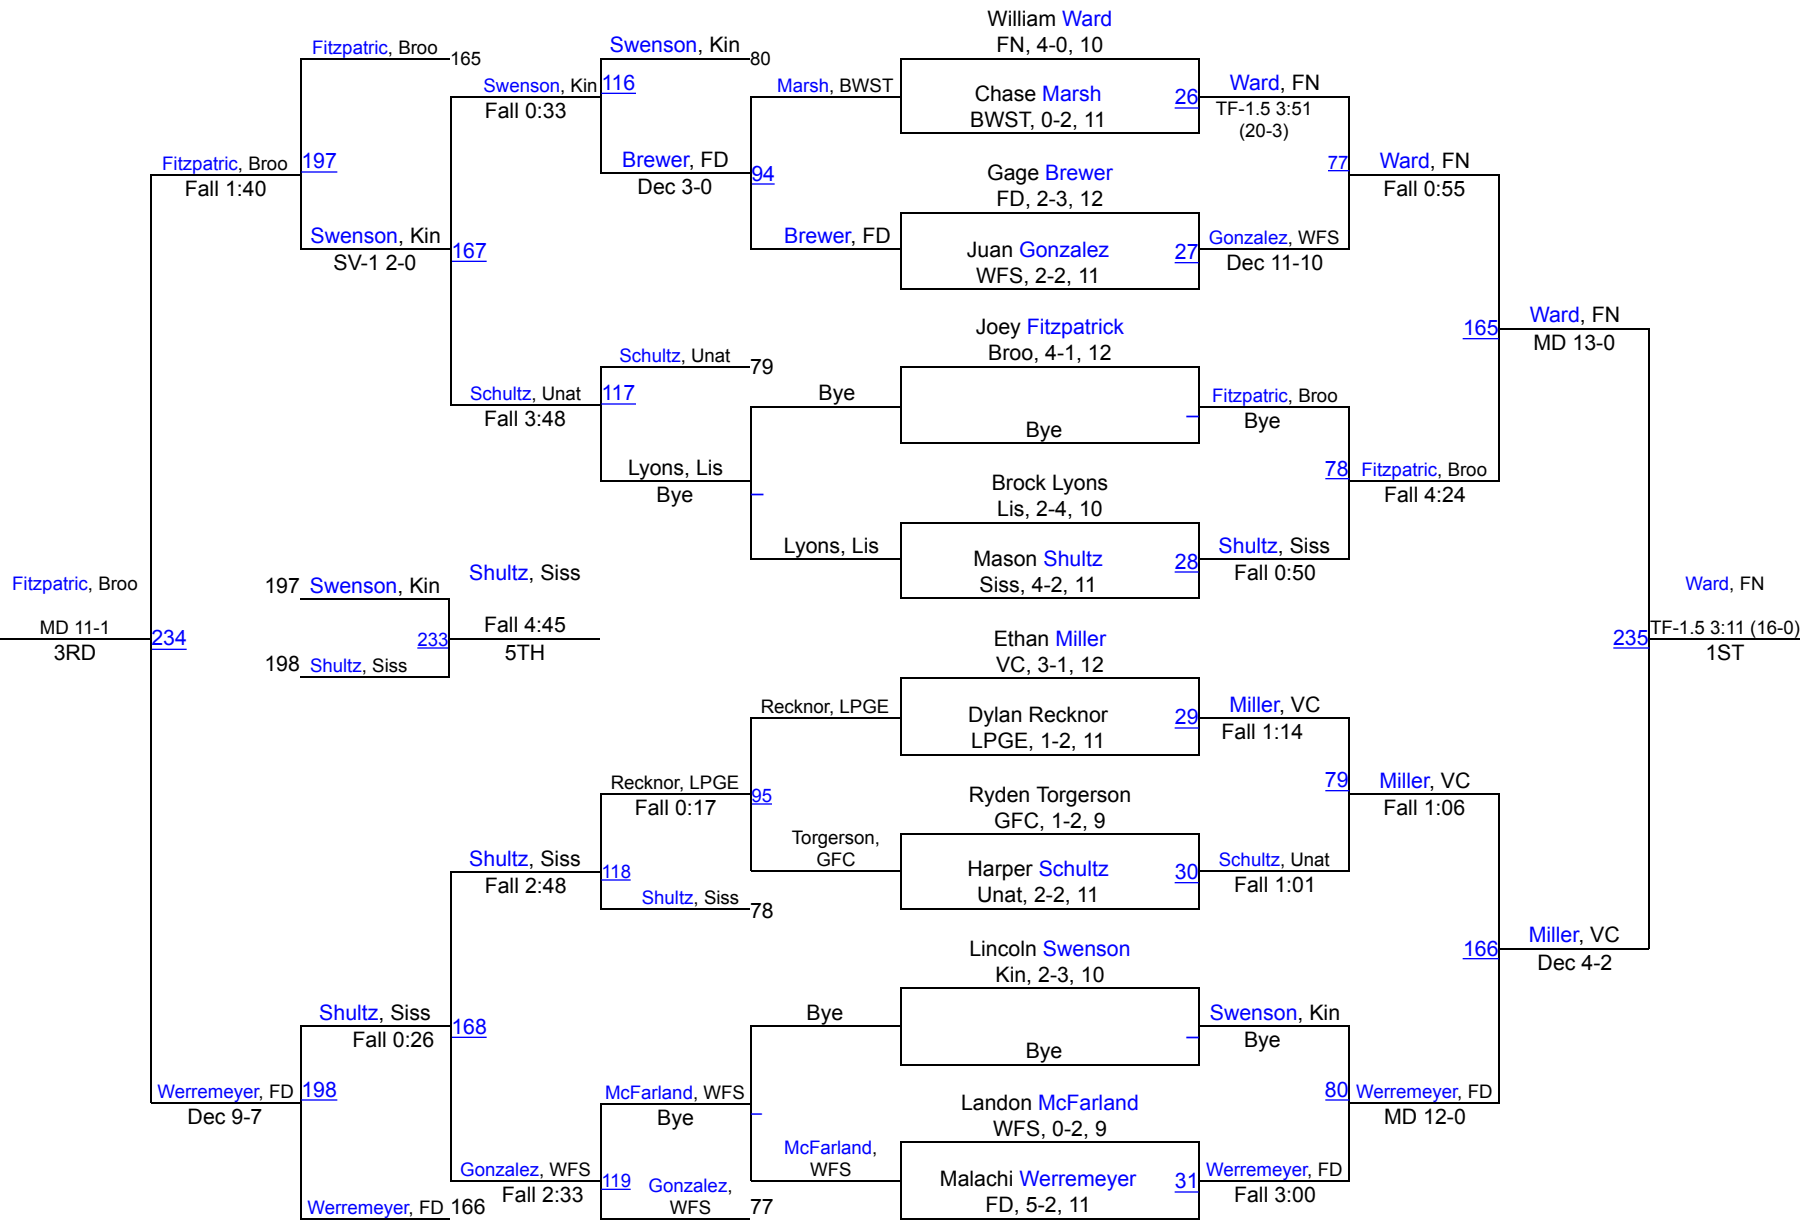 William Ward
FN, 4-0, 10
Chase Marsh
BWST, 0-2, 11
26
Gage Brewer
FD, 2-3, 12
Juan Gonzalez
WFS, 2-2, 11
27
Joey Fitzpatrick
Broo, 4-1, 12
Bye
Brock Lyons
Lis, 2-4, 10
Mason Shultz
Siss, 4-2, 11
28
Ethan Miller
VC, 3-1, 12
Dylan Recknor
LPGE, 1-2, 11
29
Ryden Torgerson
GFC, 1-2, 9
Harper Schultz
Unat, 2-2, 11
30
Lincoln Swenson
Kin, 2-3, 10
Bye
Landon McFarland
WFS, 0-2, 9
Malachi Werremeyer
FD, 5-2, 11
31
Ward, FN
TF-1.5 3:51
(20-3)
77
Gonzalez, WFS
Dec 11-10
Fitzpatric, Broo
Bye
78
Shultz, Siss
Fall 0:50
Miller, VC
Fall 1:14
79
Schultz, Unat
Fall 1:01
Swenson, Kin
Bye
80
Werremeyer, FD
Fall 3:00
Ward, FN
Fall 0:55
165
Fitzpatric, Broo
Fall 4:24
Miller, VC
Fall 1:06
166
Werremeyer, FD
MD 12-0
Ward, FN
MD 13-0
235
Miller, VC
Dec 4-2
Ward, FN
TF-1.5 3:11 (16-0)
1ST
Marsh, BWST
94
Brewer, FD
Bye
Lyons, Lis
Recknor, LPGE
95
Torgerson,
GFC
Bye
McFarland,
WFS
Swenson, Kin
80
116
Brewer, FD
Dec 3-0
Schultz, Unat
79
117
Lyons, Lis
Bye
Recknor, LPGE
Fall 0:17
118
Shultz, Siss
78
McFarland, WFS
Bye
119
Gonzalez,
WFS
77
Swenson, Kin
Fall 0:33
167
Schultz, Unat
Fall 3:48
Shultz, Siss
Fall 2:48
168
Gonzalez, WFS
Fall 2:33
Fitzpatric, Broo
165
197
Swenson, Kin
SV-1 2-0
Shultz, Siss
Fall 0:26
198
Werremeyer, FD
166
Fitzpatric, Broo
Fall 1:40
234
Werremeyer, FD
Dec 9-7
Fitzpatric, Broo
MD 11-1
3RD
197
Swenson, Kin
233
198
Shultz, Siss
Shultz, Siss
Fall 4:45
5TH